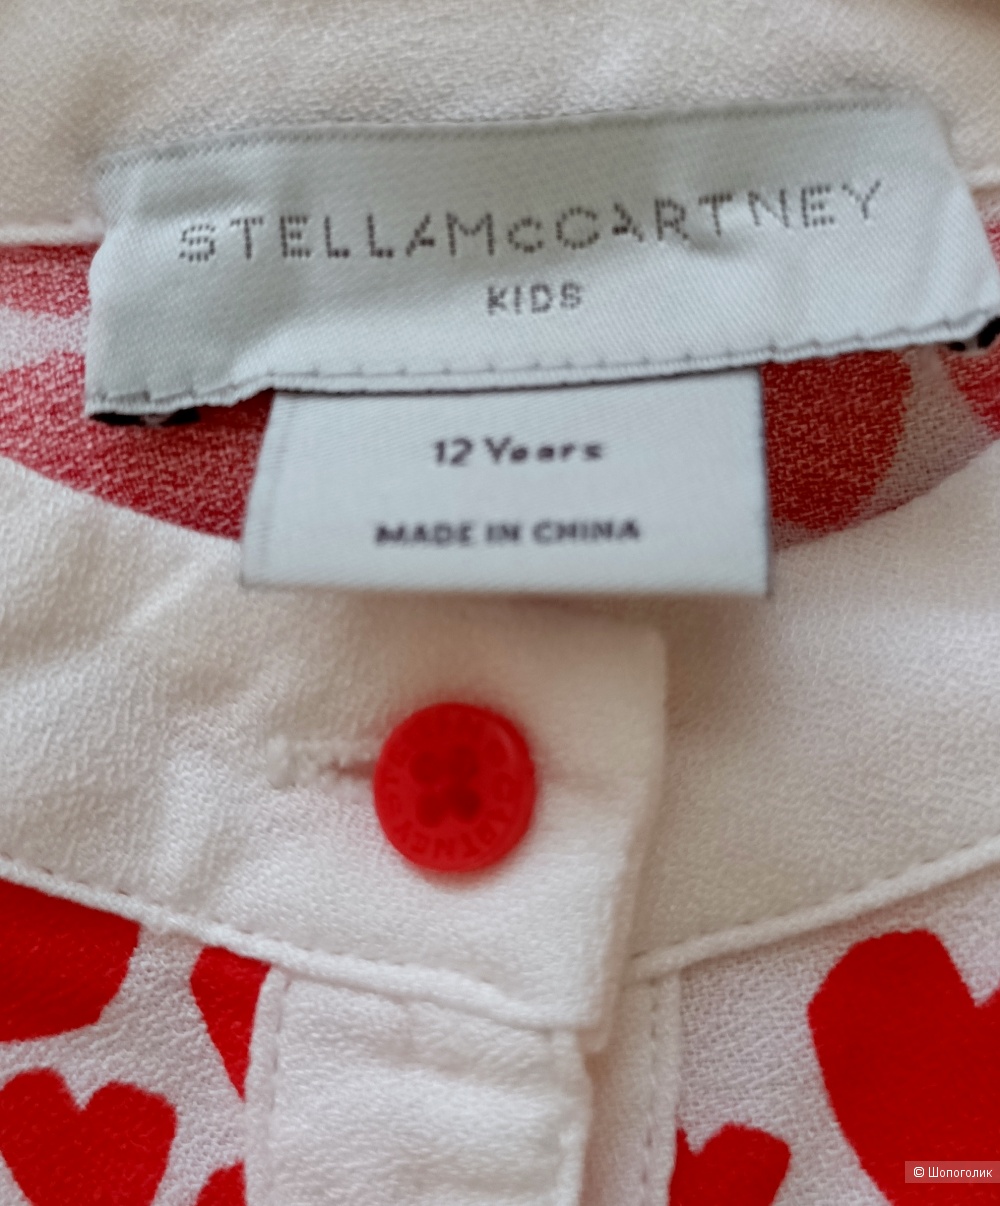 STELLAMcCARTNEY
KIDS
12 Years
MADE IN CHINA
© Шопоголик